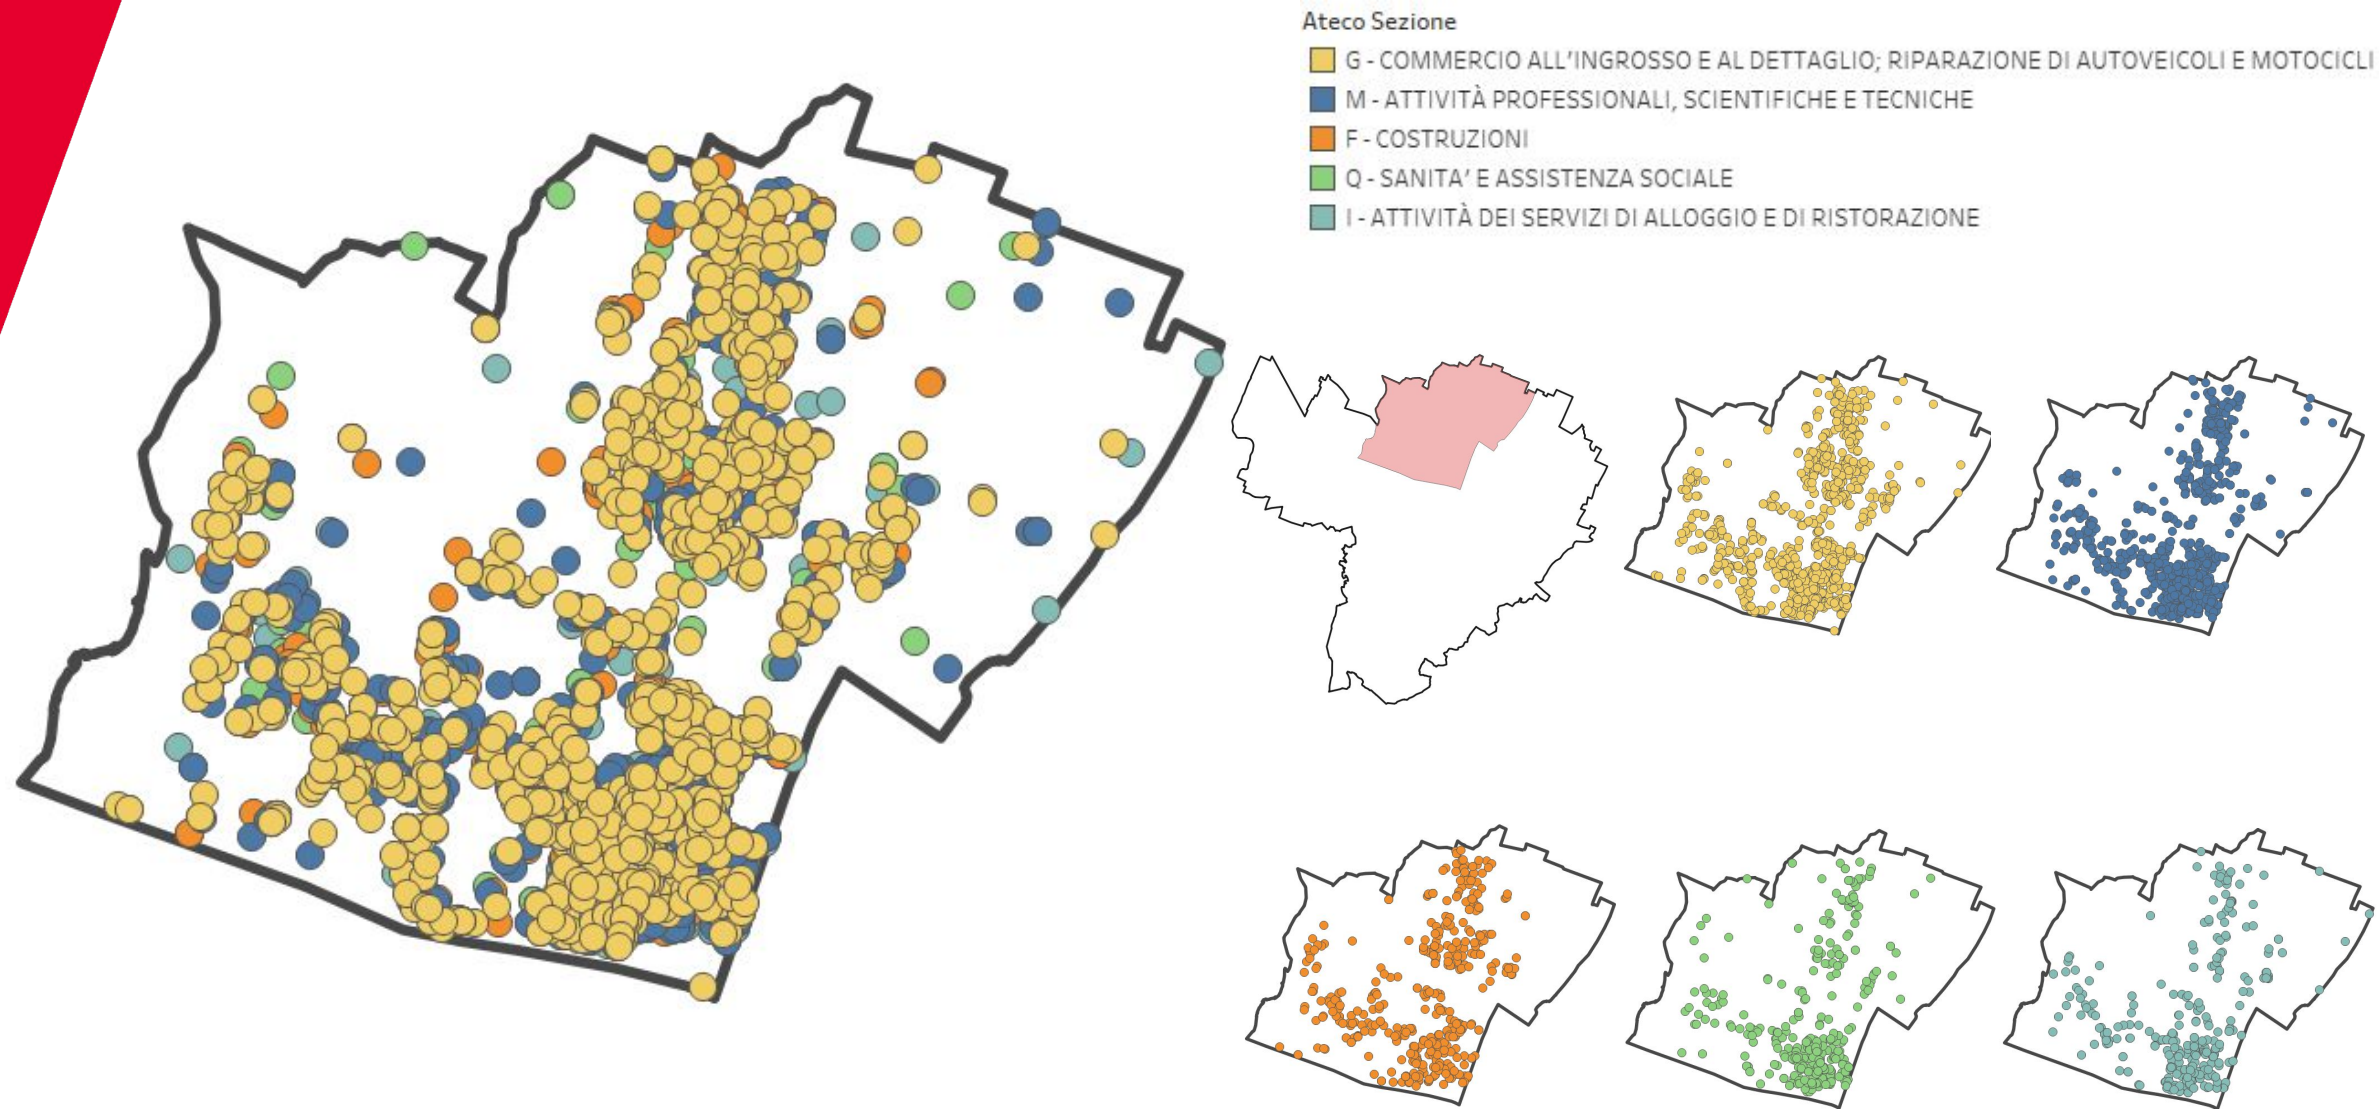 Ateco Sezione
G - COMMERCIO ALL'INGROSSO E AL DETTAGLIO; RIPARAZIONE DI AUTOVEICOLI E MOTOCICLI
M - ATTIVITÀ PROFESSIONALI, SCIENTIFICHE E TECNICHE
F - COSTRUZIONI
Q - SANITA' E ASSISTENZA SOCIALE
I - ATTIVITÀ DEI SERVIZI DI ALLOGGIO E DI RISTORAZIONE